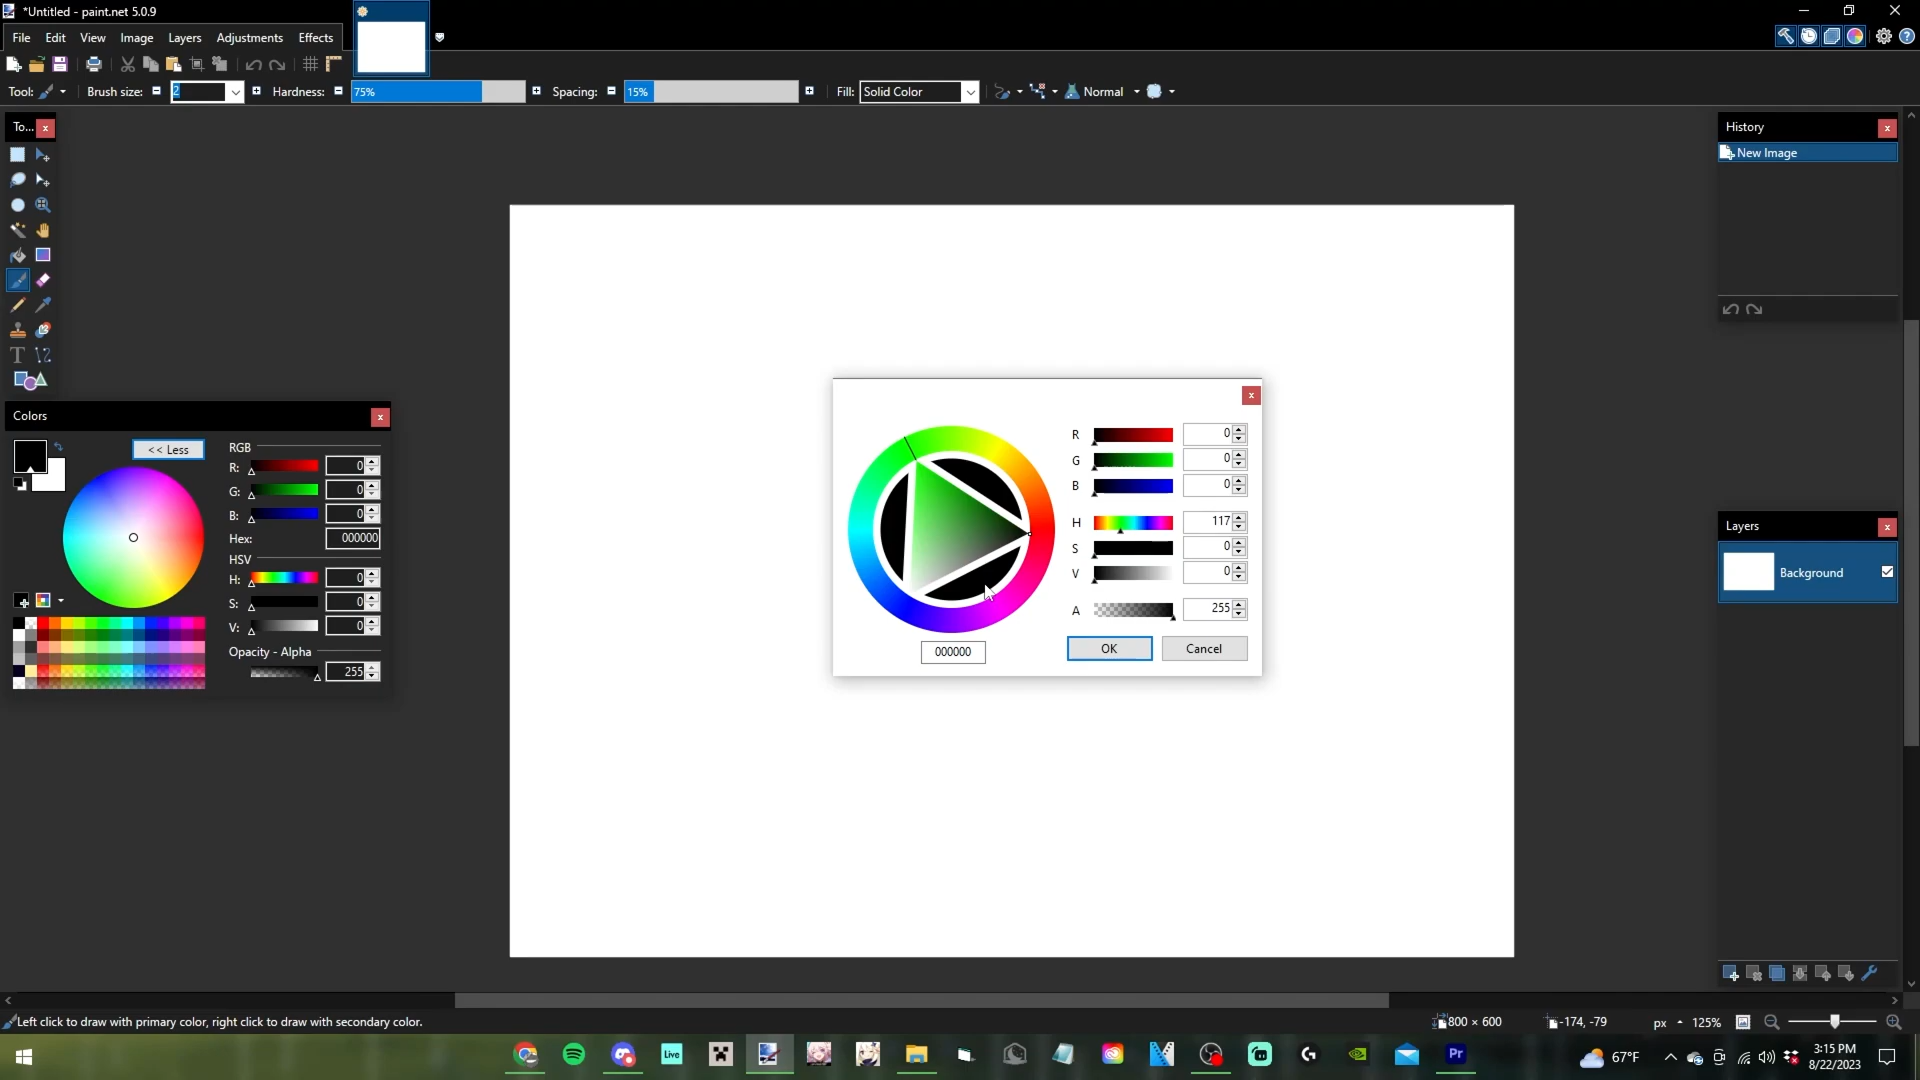 *Untitled - paint.net 5.0.9
File Edit View Image Layers Adjustments Effects
Tool: Brush size: 2 Hardness: 75% Spacing: 15% Fill: Solid Color Normal
To...
History
New Image
Colors
<< Less
RGB
R: 0
G: 0
B: 0
Hex: 000000
HSV
H: 0
S: 0
V: 0
Opacity - Alpha
255
R 0
G 0
B 0
H 117
S 0
V 0
A 255
000000
OK Cancel
Layers
Background
Left click to draw with primary color, right click to draw with secondary color.
800 × 600 -174, -79 px 125%
Live
Pr
67°F
3:15 PM
8/22/2023